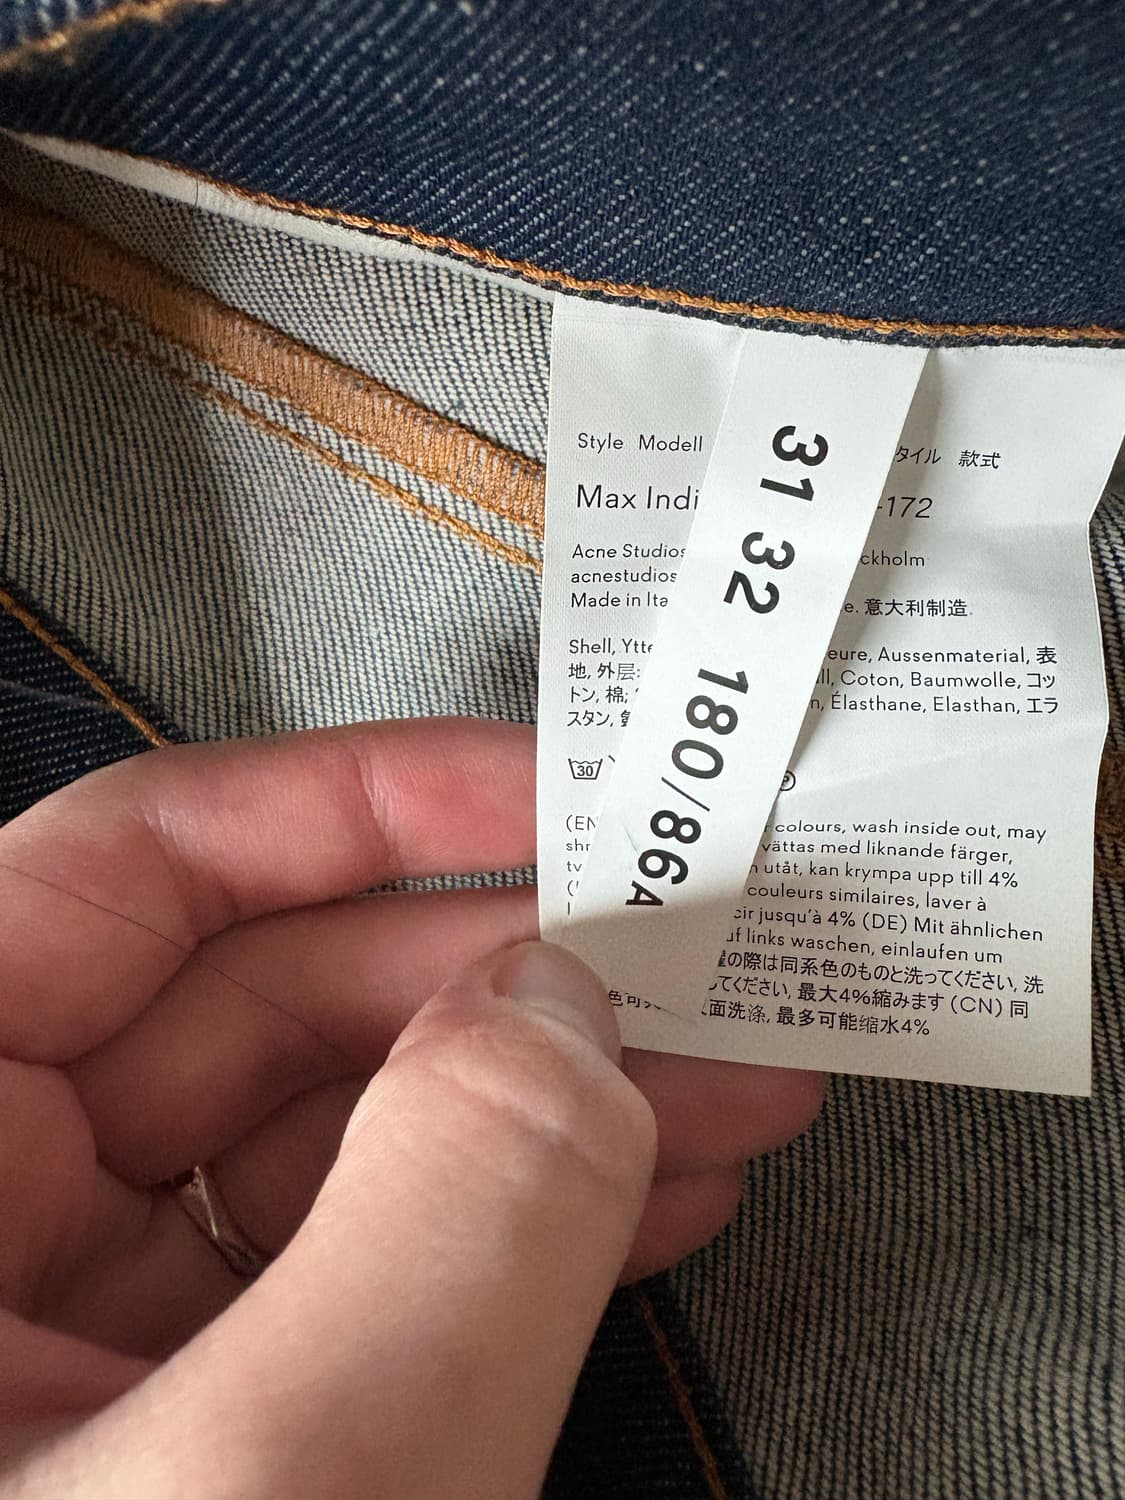 Style Modell
タイル 款式
Max Indi
-172
Acne Studios
ckholm
acnestudios
Made in Ita
e. 意大利制造.
Shell, Ytte
eure, Aussenmaterial, 表
地, 外层:
ll, Coton, Baumwolle, コッ
トン, 棉;
n, Élasthane, Elasthan, エラ
スタン,
30
P
(EN
colours, wash inside out, may
shr
vättas med liknande färger,
tv
utåt, kan krympa upp till 4%
couleurs similaires, laver à
cir jusqu'à 4% (DE) Mit ähnlichen
uf links waschen, einlaufen um
の際は同系色のものと洗ってください, 洗
てください, 最大4%縮みます (CN) 同
色可
面洗涤, 最多可能缩水4%
31 32 180/86A